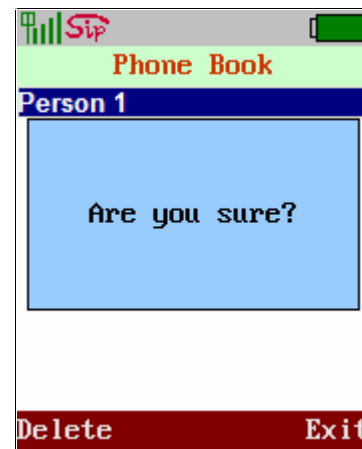 Sip
Phone Book
Person 1
Are you sure?
Delete Exit